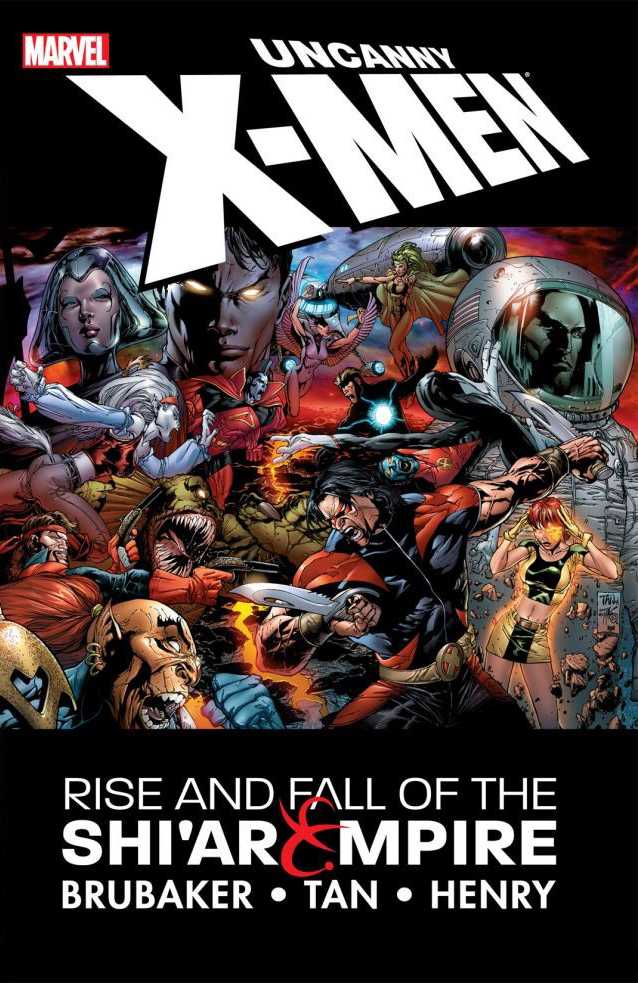 MARVEL
UNCANNY
X-MEN
RISE AND FALL OF THE
SHI'AR EMPIRE
BRUBAKER • TAN • HENRY